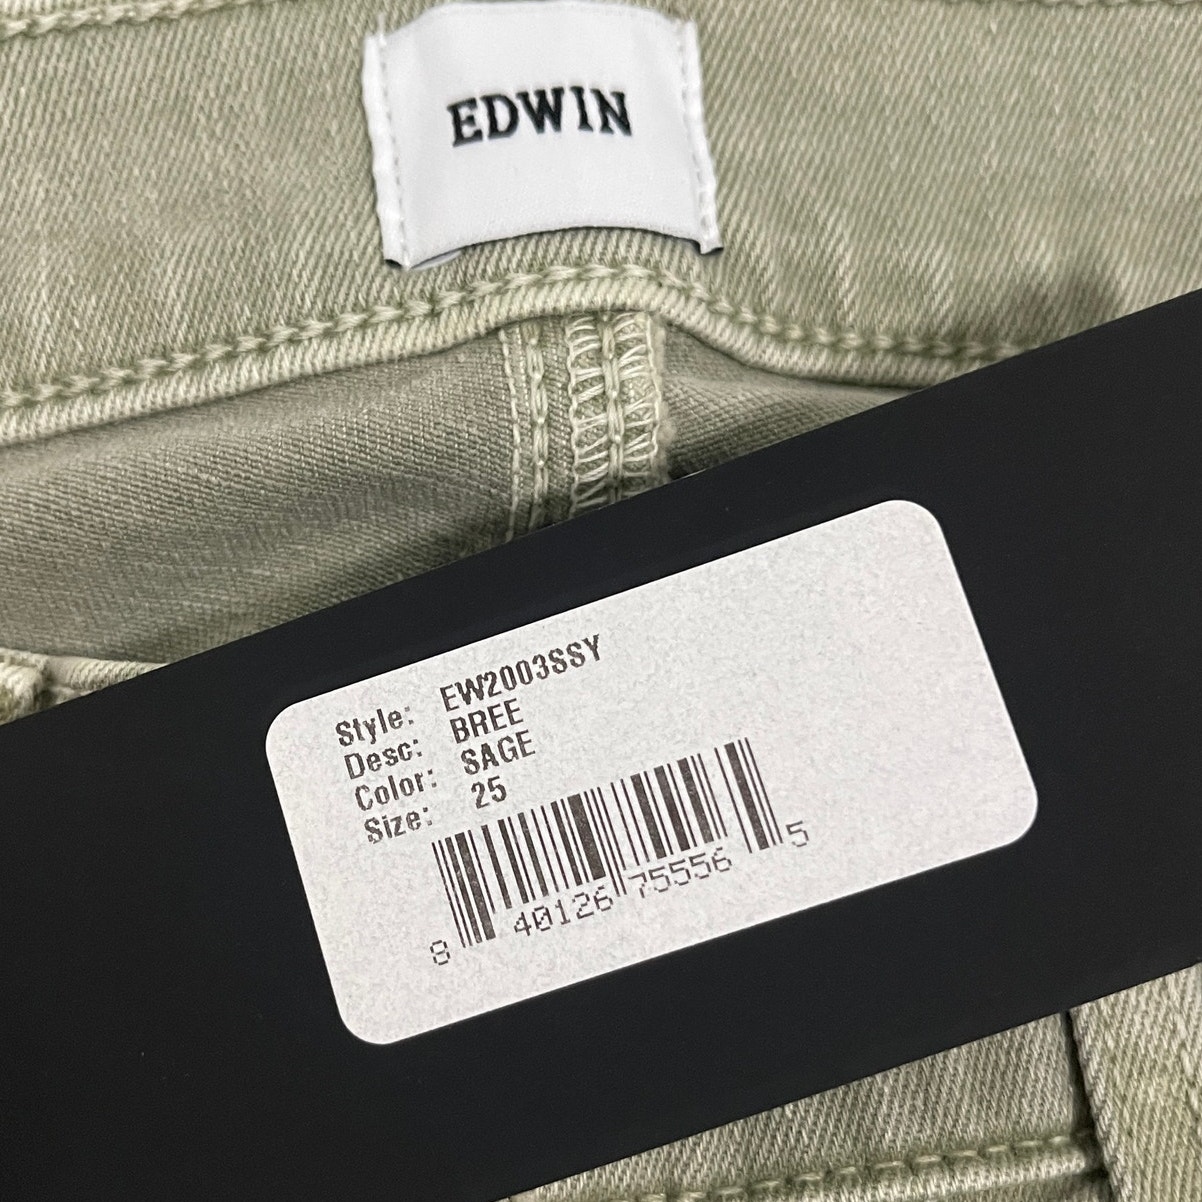 EDWIN
Style: EW2003SSY
Desc: BREE
Color: SAGE
Size: 25
8 40126 75556 5